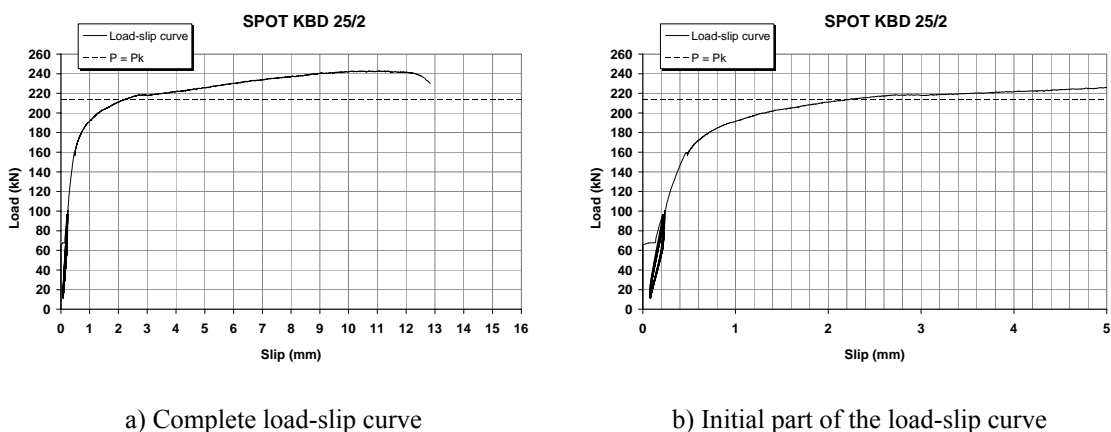 SPOT KBD 25/2
Load-slip curve
P = Pk
260
240
220
200
180
160
140
120
100
80
60
40
20
0
Load (kN)
0 1 2 3 4 5 6 7 8 9 10 11 12 13 14 15 16
Slip (mm)
a) Complete load-slip curve
SPOT KBD 25/2
Load-slip curve
P = Pk
260
240
220
200
180
160
140
120
100
80
60
40
20
0
Load (kN)
0 1 2 3 4 5
Slip (mm)
b) Initial part of the load-slip curve